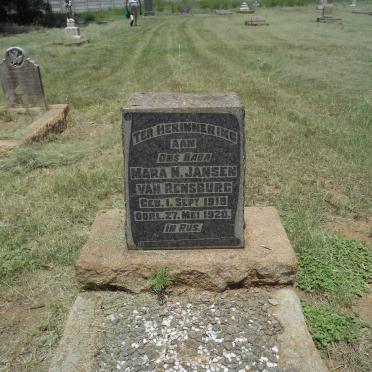 TER HERINNERING
AAN
ONS BABA
MARA N. JANSEN
VAN RENSBURG
GEB. 1. SEPT 1919
OORL. 27. MEI 1920.
IN RUS.